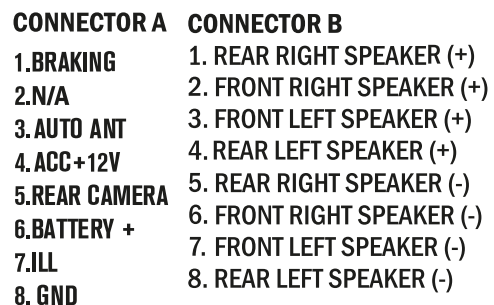 CONNECTOR A
1.BRAKING
2.N/A
3. AUTO ANT
4. ACC+12V
5.REAR CAMERA
6.BATTERY +
7.ILL
8. GND
CONNECTOR B
1. REAR RIGHT SPEAKER (+)
2. FRONT RIGHT SPEAKER (+)
3. FRONT LEFT SPEAKER (+)
4. REAR LEFT SPEAKER (+)
5. REAR RIGHT SPEAKER (-)
6. FRONT RIGHT SPEAKER (-)
7. FRONT LEFT SPEAKER (-)
8. REAR LEFT SPEAKER (-)